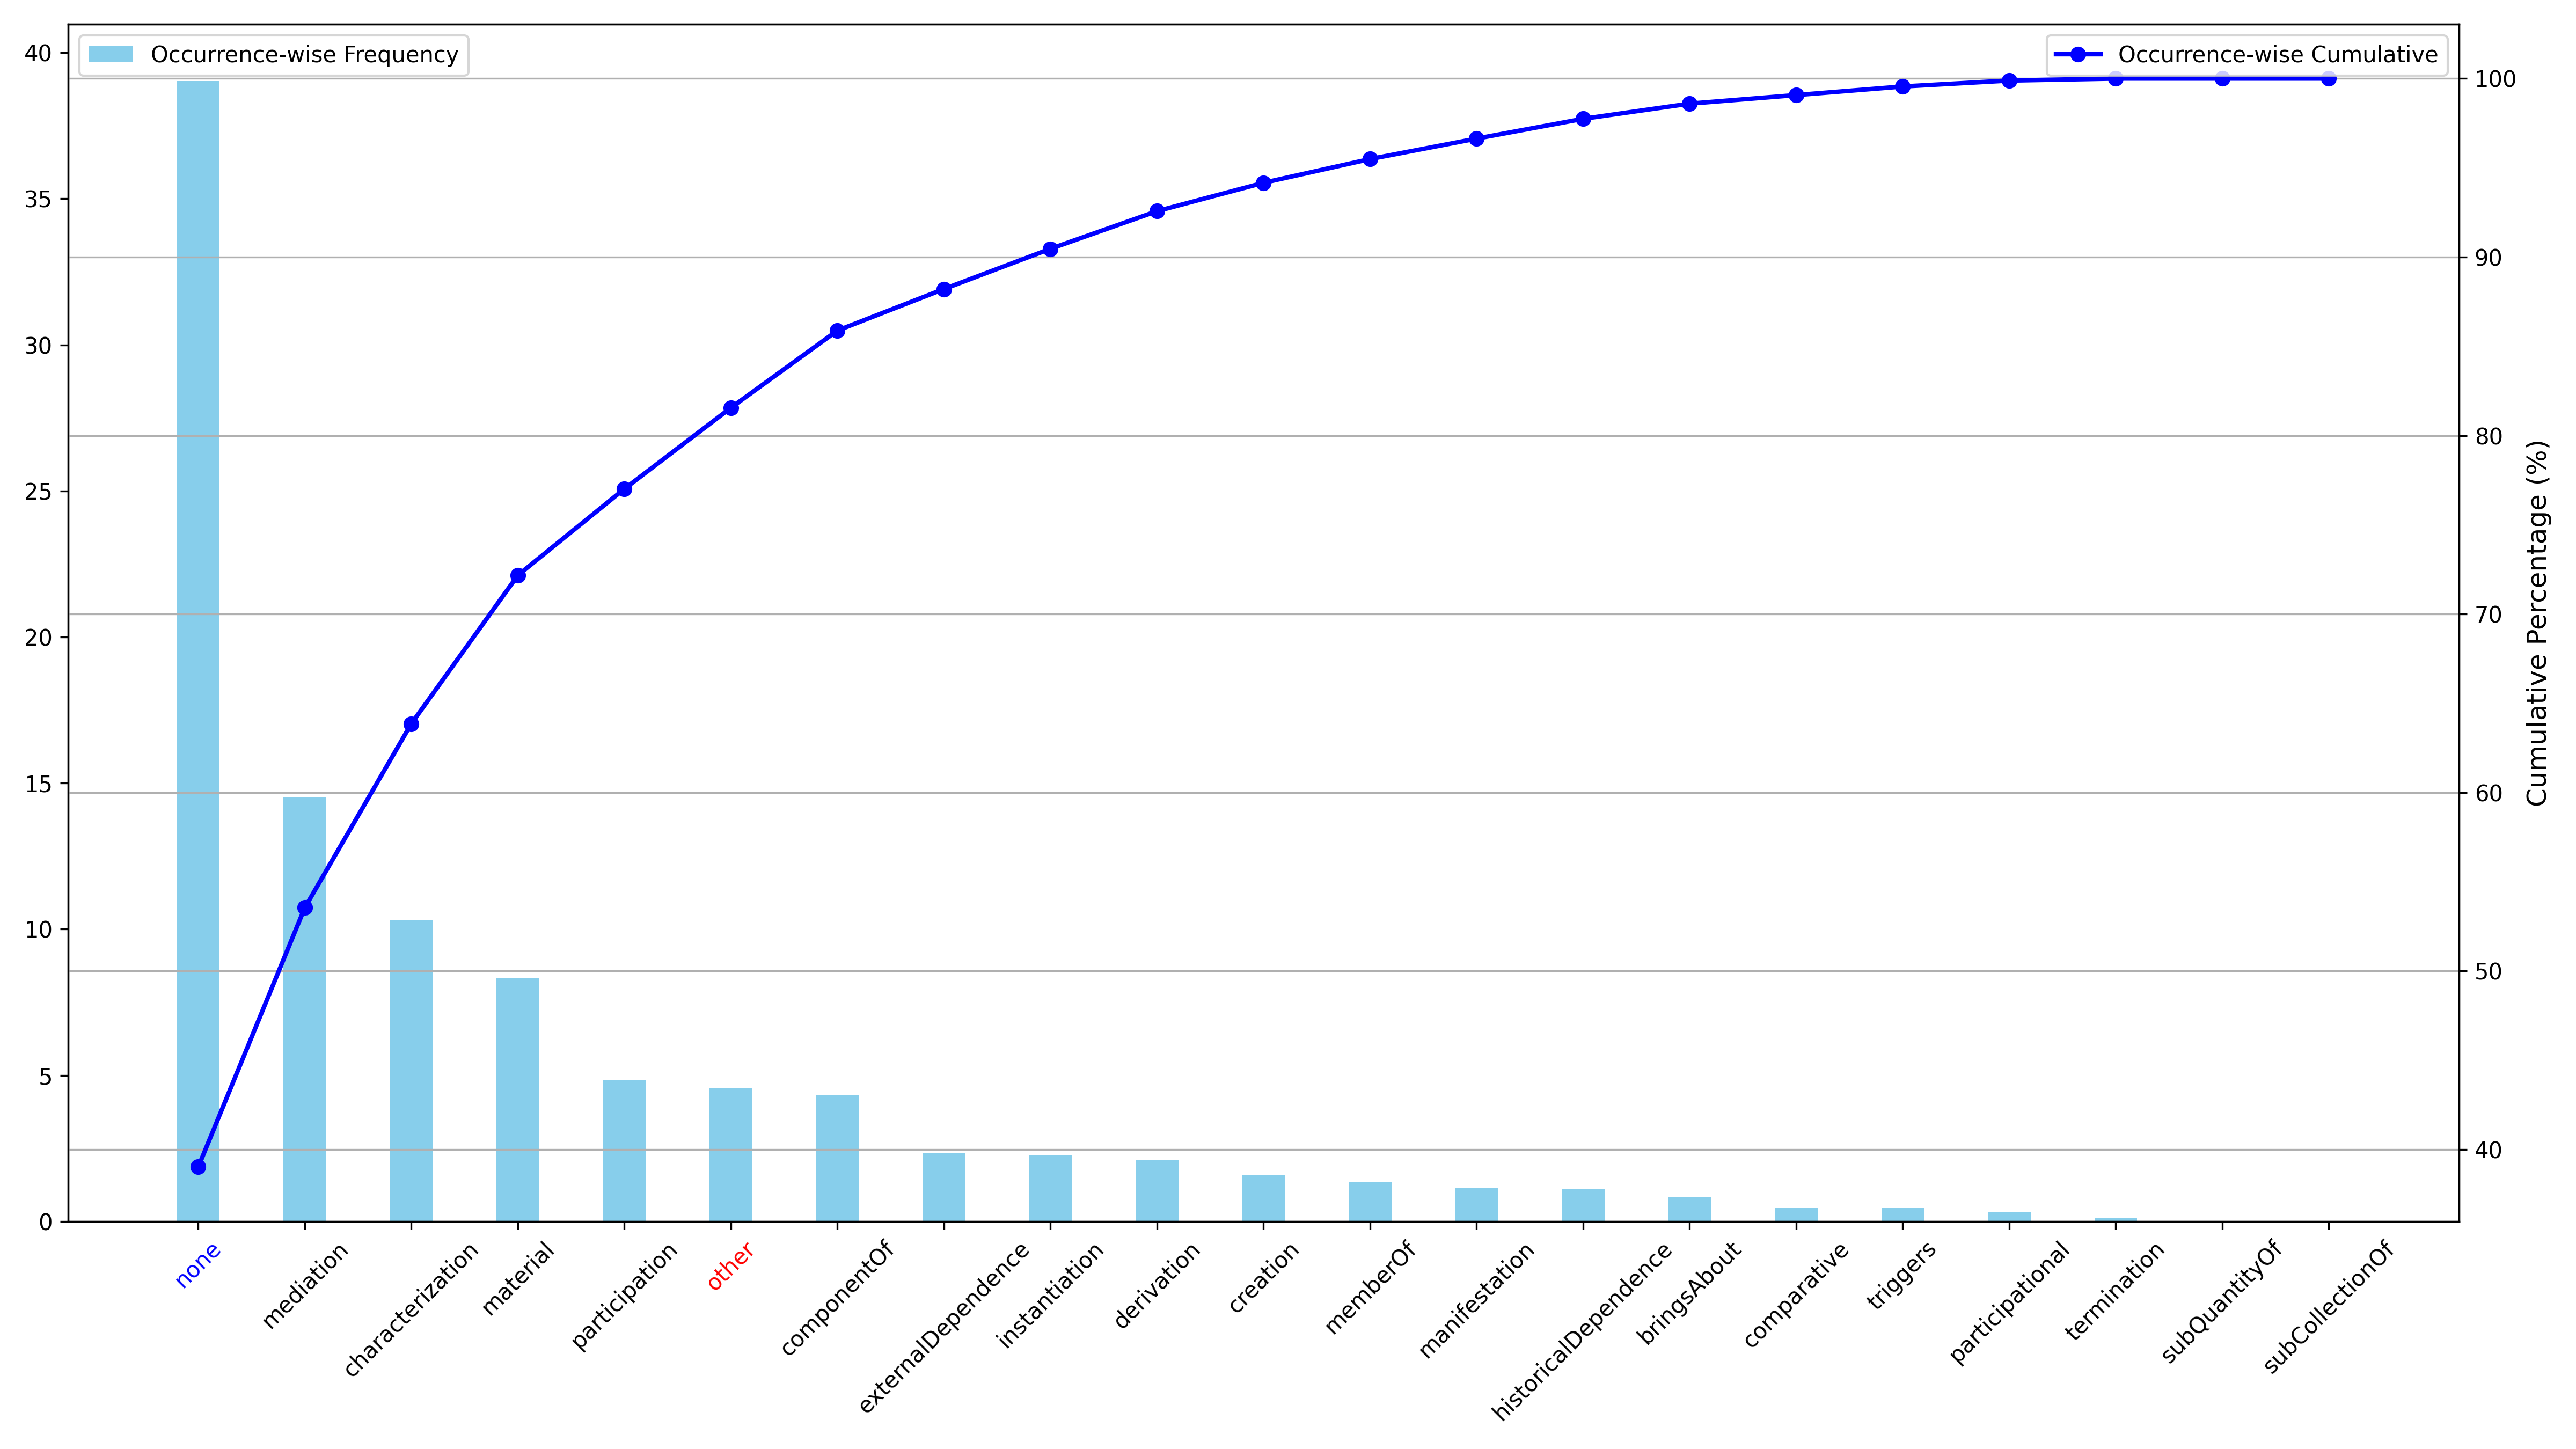 Occurrence-wise Frequency
Occurrence-wise Cumulative
40
35
30
25
20
15
10
5
0
100
90
80
70
60
50
40
Cumulative Percentage (%)
none
mediation
characterization
material
participation
other
componentOf
externalDependence
instantiation
derivation
creation
memberOf
manifestation
historicalDependence
bringsAbout
comparative
triggers
participational
termination
subQuantityOf
subCollectionOf